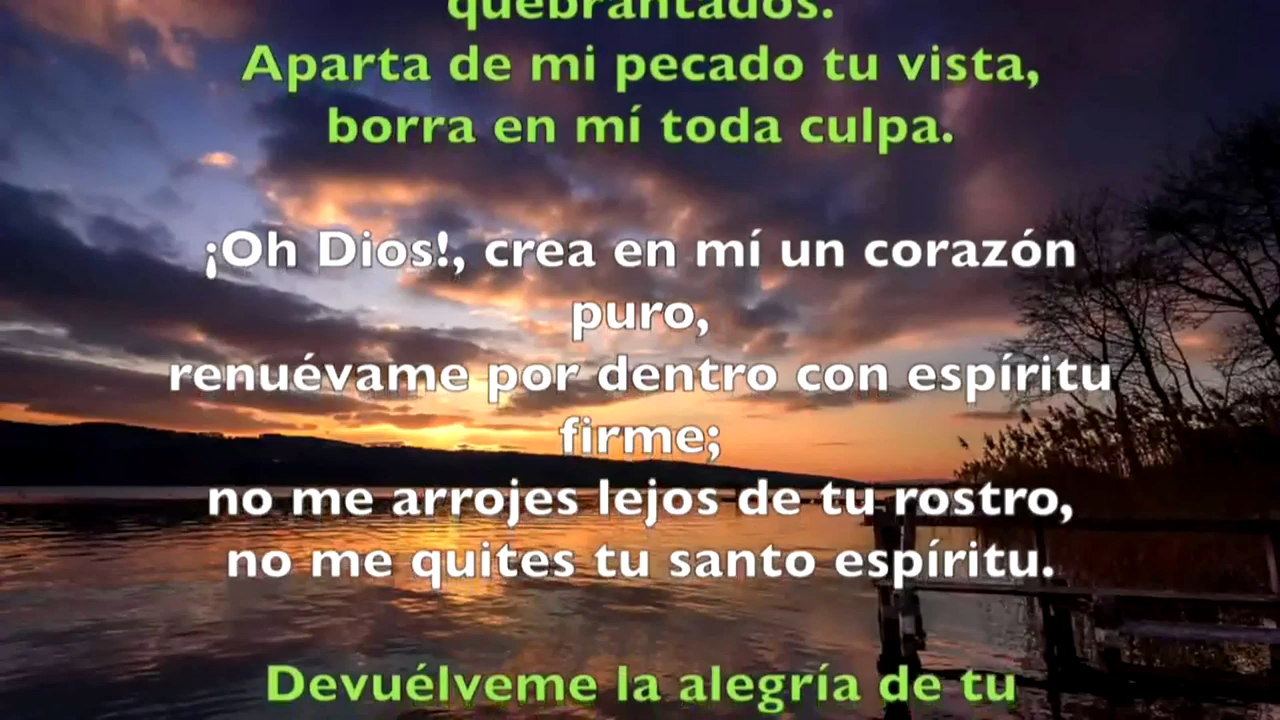 quebrantados.
Aparta de mi pecado tu vista,
borra en mí toda culpa.
¡Oh Dios!, crea en mí un corazón
puro,
renuévame por dentro con espíritu
firme;
no me arrojes lejos de tu rostro,
no me quites tu santo espíritu.
Devuélveme la alegría de tu